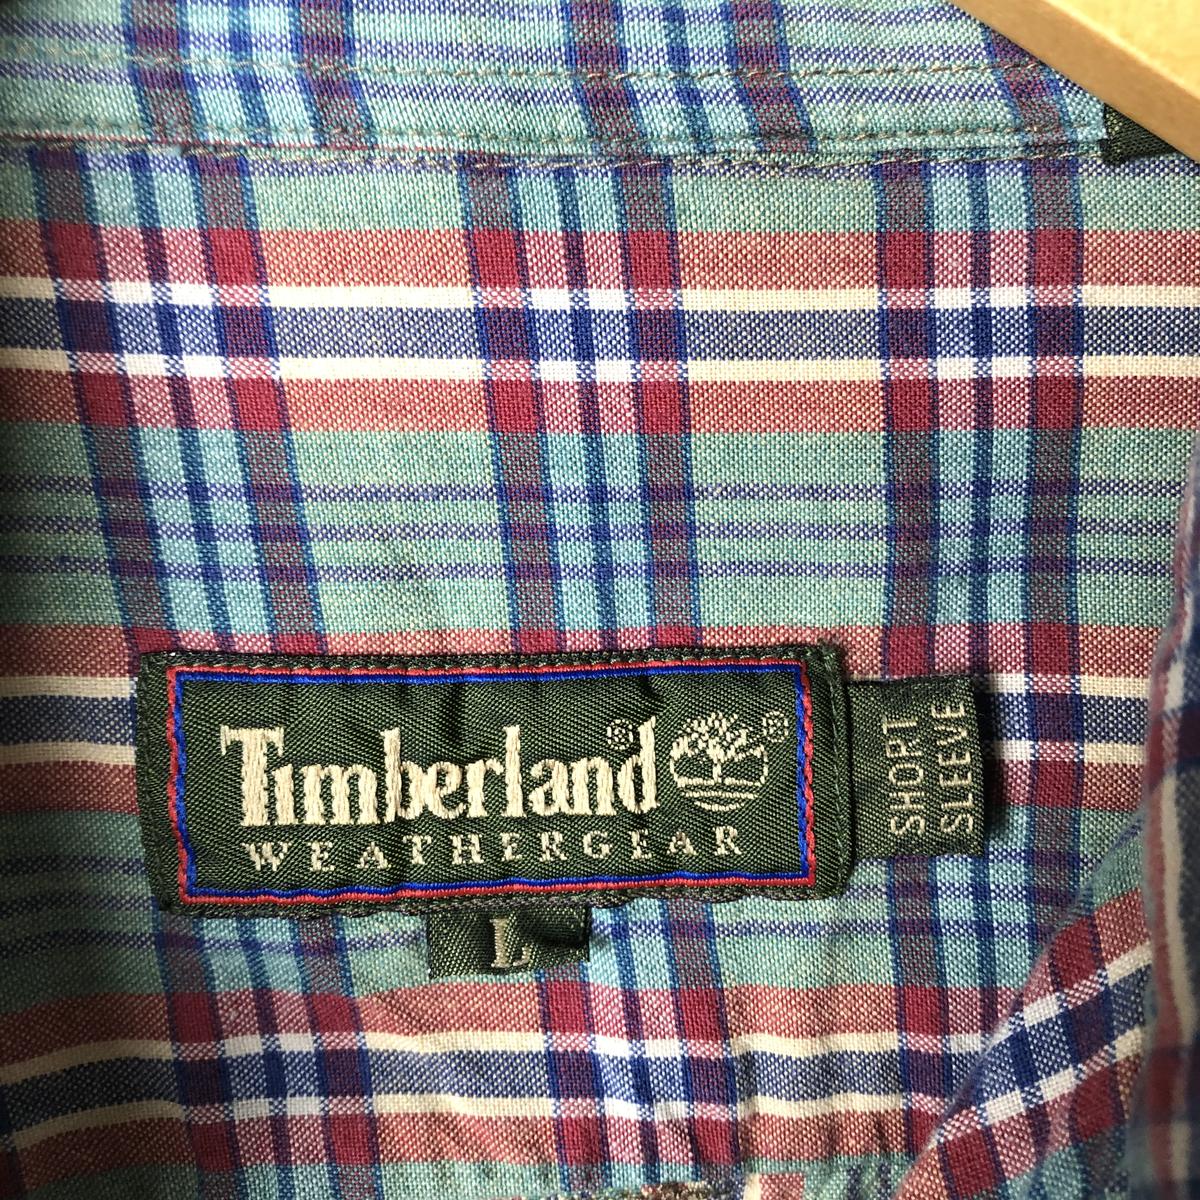 Timberland®
®
WEATHERGEAR
L
SHORT
SLEEVE